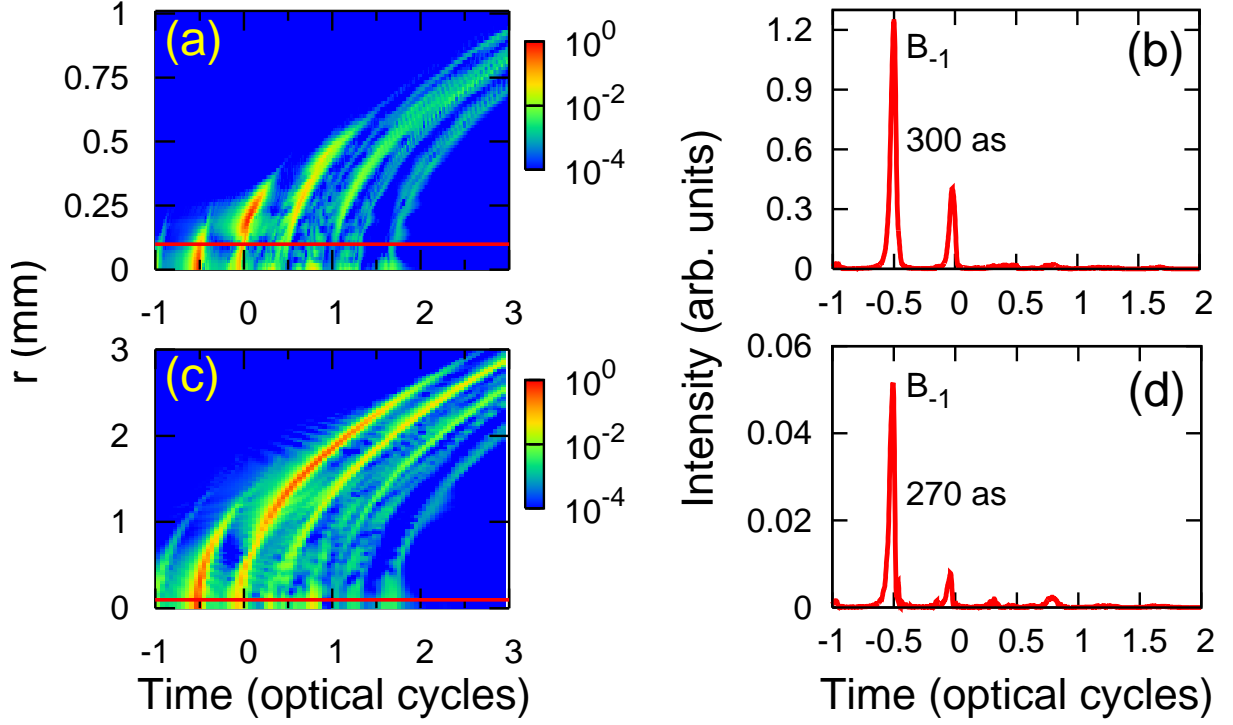 (a)
1
0.75
0.5
0.25
0
-1 0 1 2 3
10^0
10^-2
10^-4
(b)
B_-1
300 as
1.2
0.9
0.6
0.3
0
-1 -0.5 0 0.5 1 1.5 2
r (mm)
Intensity (arb. units)
(c)
3
2
1
0
-1 0 1 2 3
10^0
10^-2
10^-4
Time (optical cycles)
(d)
B_-1
270 as
0.06
0.04
0.02
0
-1 -0.5 0 0.5 1 1.5 2
Time (optical cycles)